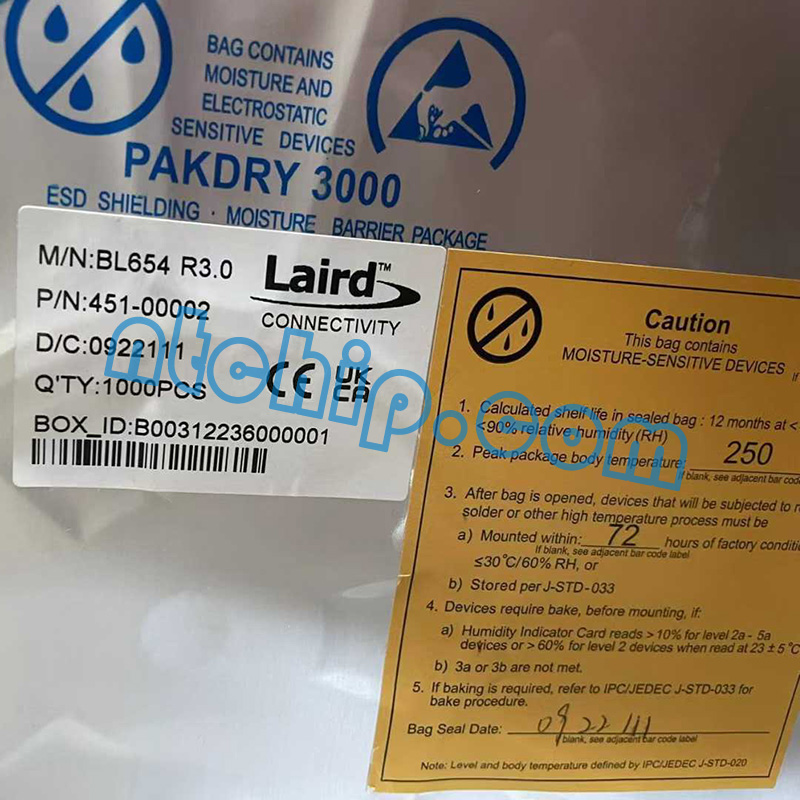 BAG CONTAINS
MOISTURE AND
ELECTROSTATIC
SENSITIVE DEVICES
PAKDRY 3000
ESD SHIELDING · MOISTURE BARRIER PACKAGE
M/N:BL654 R3.0
Laird™
CONNECTIVITY
P/N:451-00002
D/C:0922111
Q'TY:1000PCS
CE UK CA
BOX_ID:B00312236000001
ntchip.com
Caution
This bag contains
MOISTURE-SENSITIVE DEVICES
If
1. Calculated shelf life in sealed bag : 12 months at <
<90% relative humidity (RH)
2. Peak package body temperature: 250
If blank, see adjacent bar code
3. After bag is opened, devices that will be subjected to
solder or other high temperature process must be
a) Mounted within: 72 hours of factory
If blank, see adjacent bar code label
≤30°C/60% RH, or
b) Stored per J-STD-033
4. Devices require bake, before mounting, if:
a) Humidity Indicator Card reads > 10% for level 2a - 5a
devices or > 60% for level 2 devices when read at 23 ± 5 °C
b) 3a or 3b are not met.
5. If baking is required, refer to IPC/JEDEC J-STD-033 for
bake procedure.
Bag Seal Date: 0922111
blank, see adjacent bar code label
Note: Level and body temperature defined by IPC/JEDEC J-STD-020